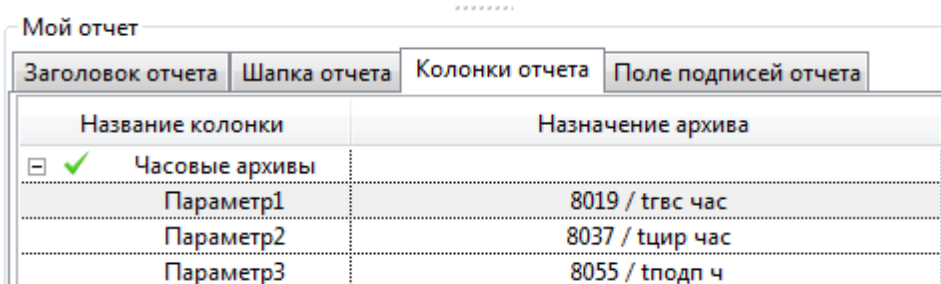 Мой отчет
Заголовок отчета Шапка отчета Колонки отчета Поле подписей отчета
Название колонки Назначение архива
Часовые архивы
Параметр1 8019 / tгвс час
Параметр2 8037 / tцир час
Параметр3 8055 / tподп ч